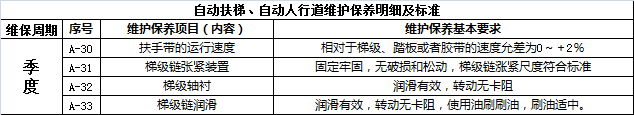 自动扶梯、自动人行道维护保养明细及标准
维保周期 序号 维护保养项目（内容） 维护保养基本要求
季度 A-30 扶手带的运行速度 相对于梯级、踏板或者胶带的速度允差为0～+2%
A-31 梯级链张紧装置 固定牢固，无破损和松动，梯级链张紧尺度符合标准
A-32 梯级轴衬 润滑有效，转动无卡阻
A-33 梯级链润滑 润滑有效，转动无卡阻，使用油刷刷油，刷油适中。